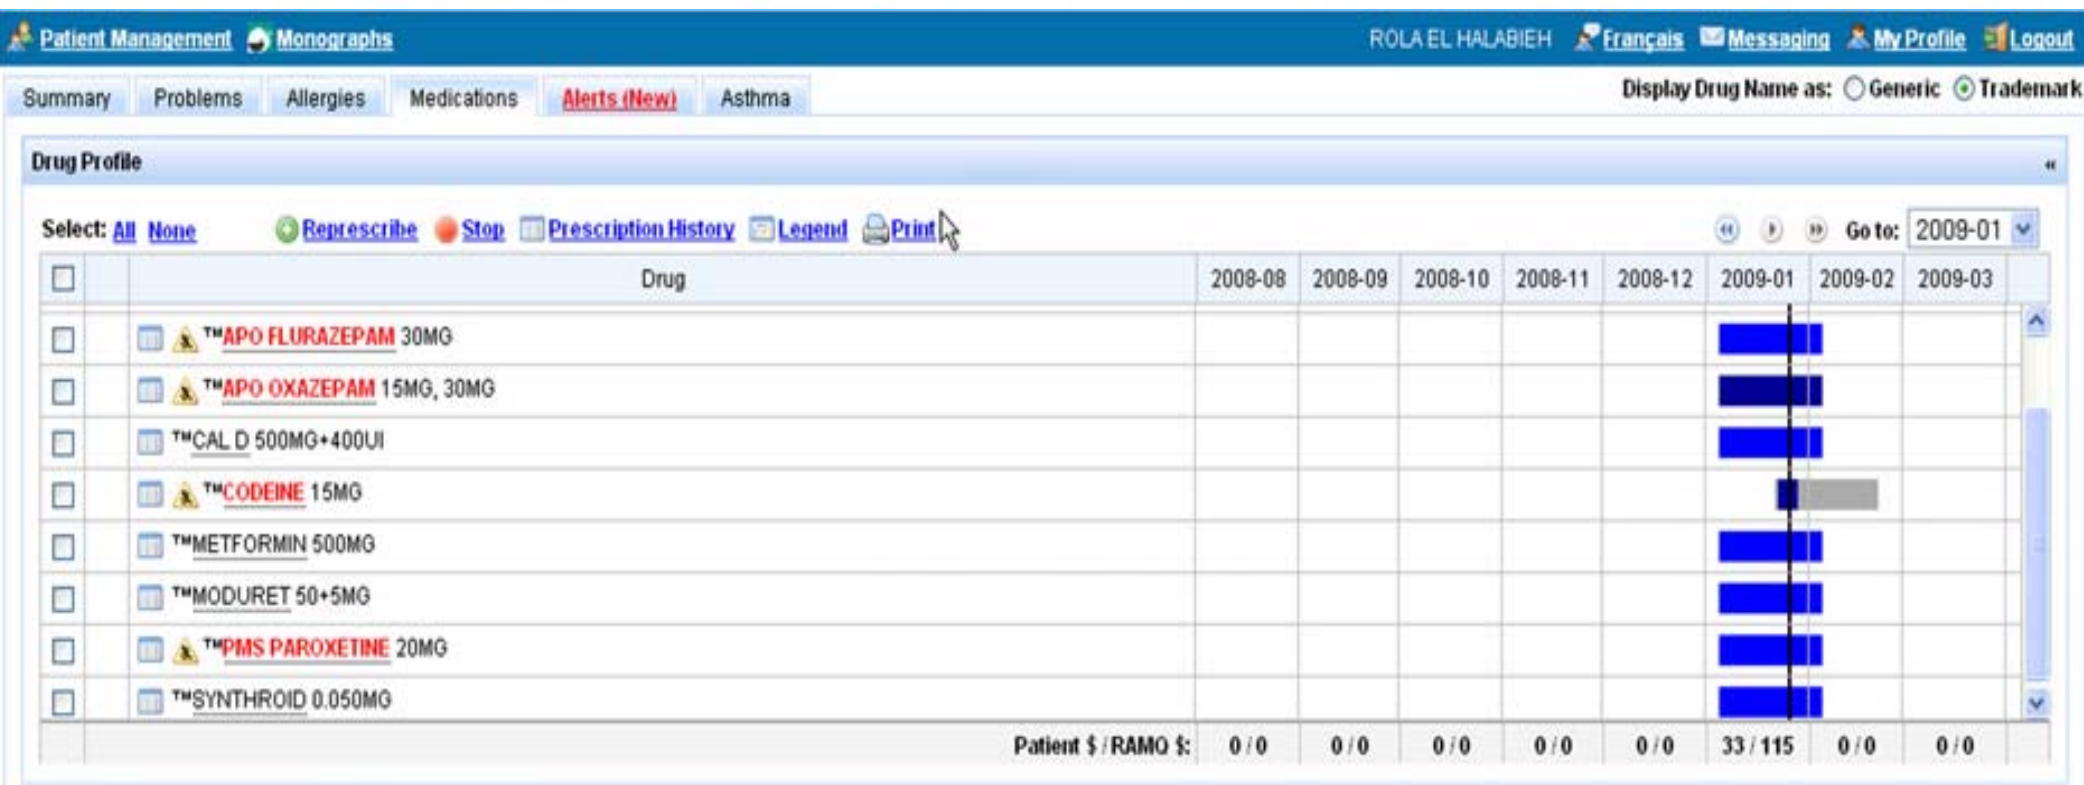 Patient Management Monographs ROLA EL HALABIEH Français Messaging My Profile Logout
Summary Problems Allergies Medications Alerts (New) Asthma Display Drug Name as: Generic Trademark
Drug Profile «
Select: All None Represcribe Stop Prescription History Legend Print Go to: 2009-01
Drug 2008-08 2008-09 2008-10 2008-11 2008-12 2009-01 2009-02 2009-03
™APO FLURAZEPAM 30MG
™APO OXAZEPAM 15MG, 30MG
™CAL D 500MG+400UI
™CODEINE 15MG
™METFORMIN 500MG
™MODURET 50+5MG
™PMS PAROXETINE 20MG
™SYNTHROID 0.050MG
Patient $ / RAMQ $: 0 / 0 0 / 0 0 / 0 0 / 0 0 / 0 33 / 115 0 / 0 0 / 0